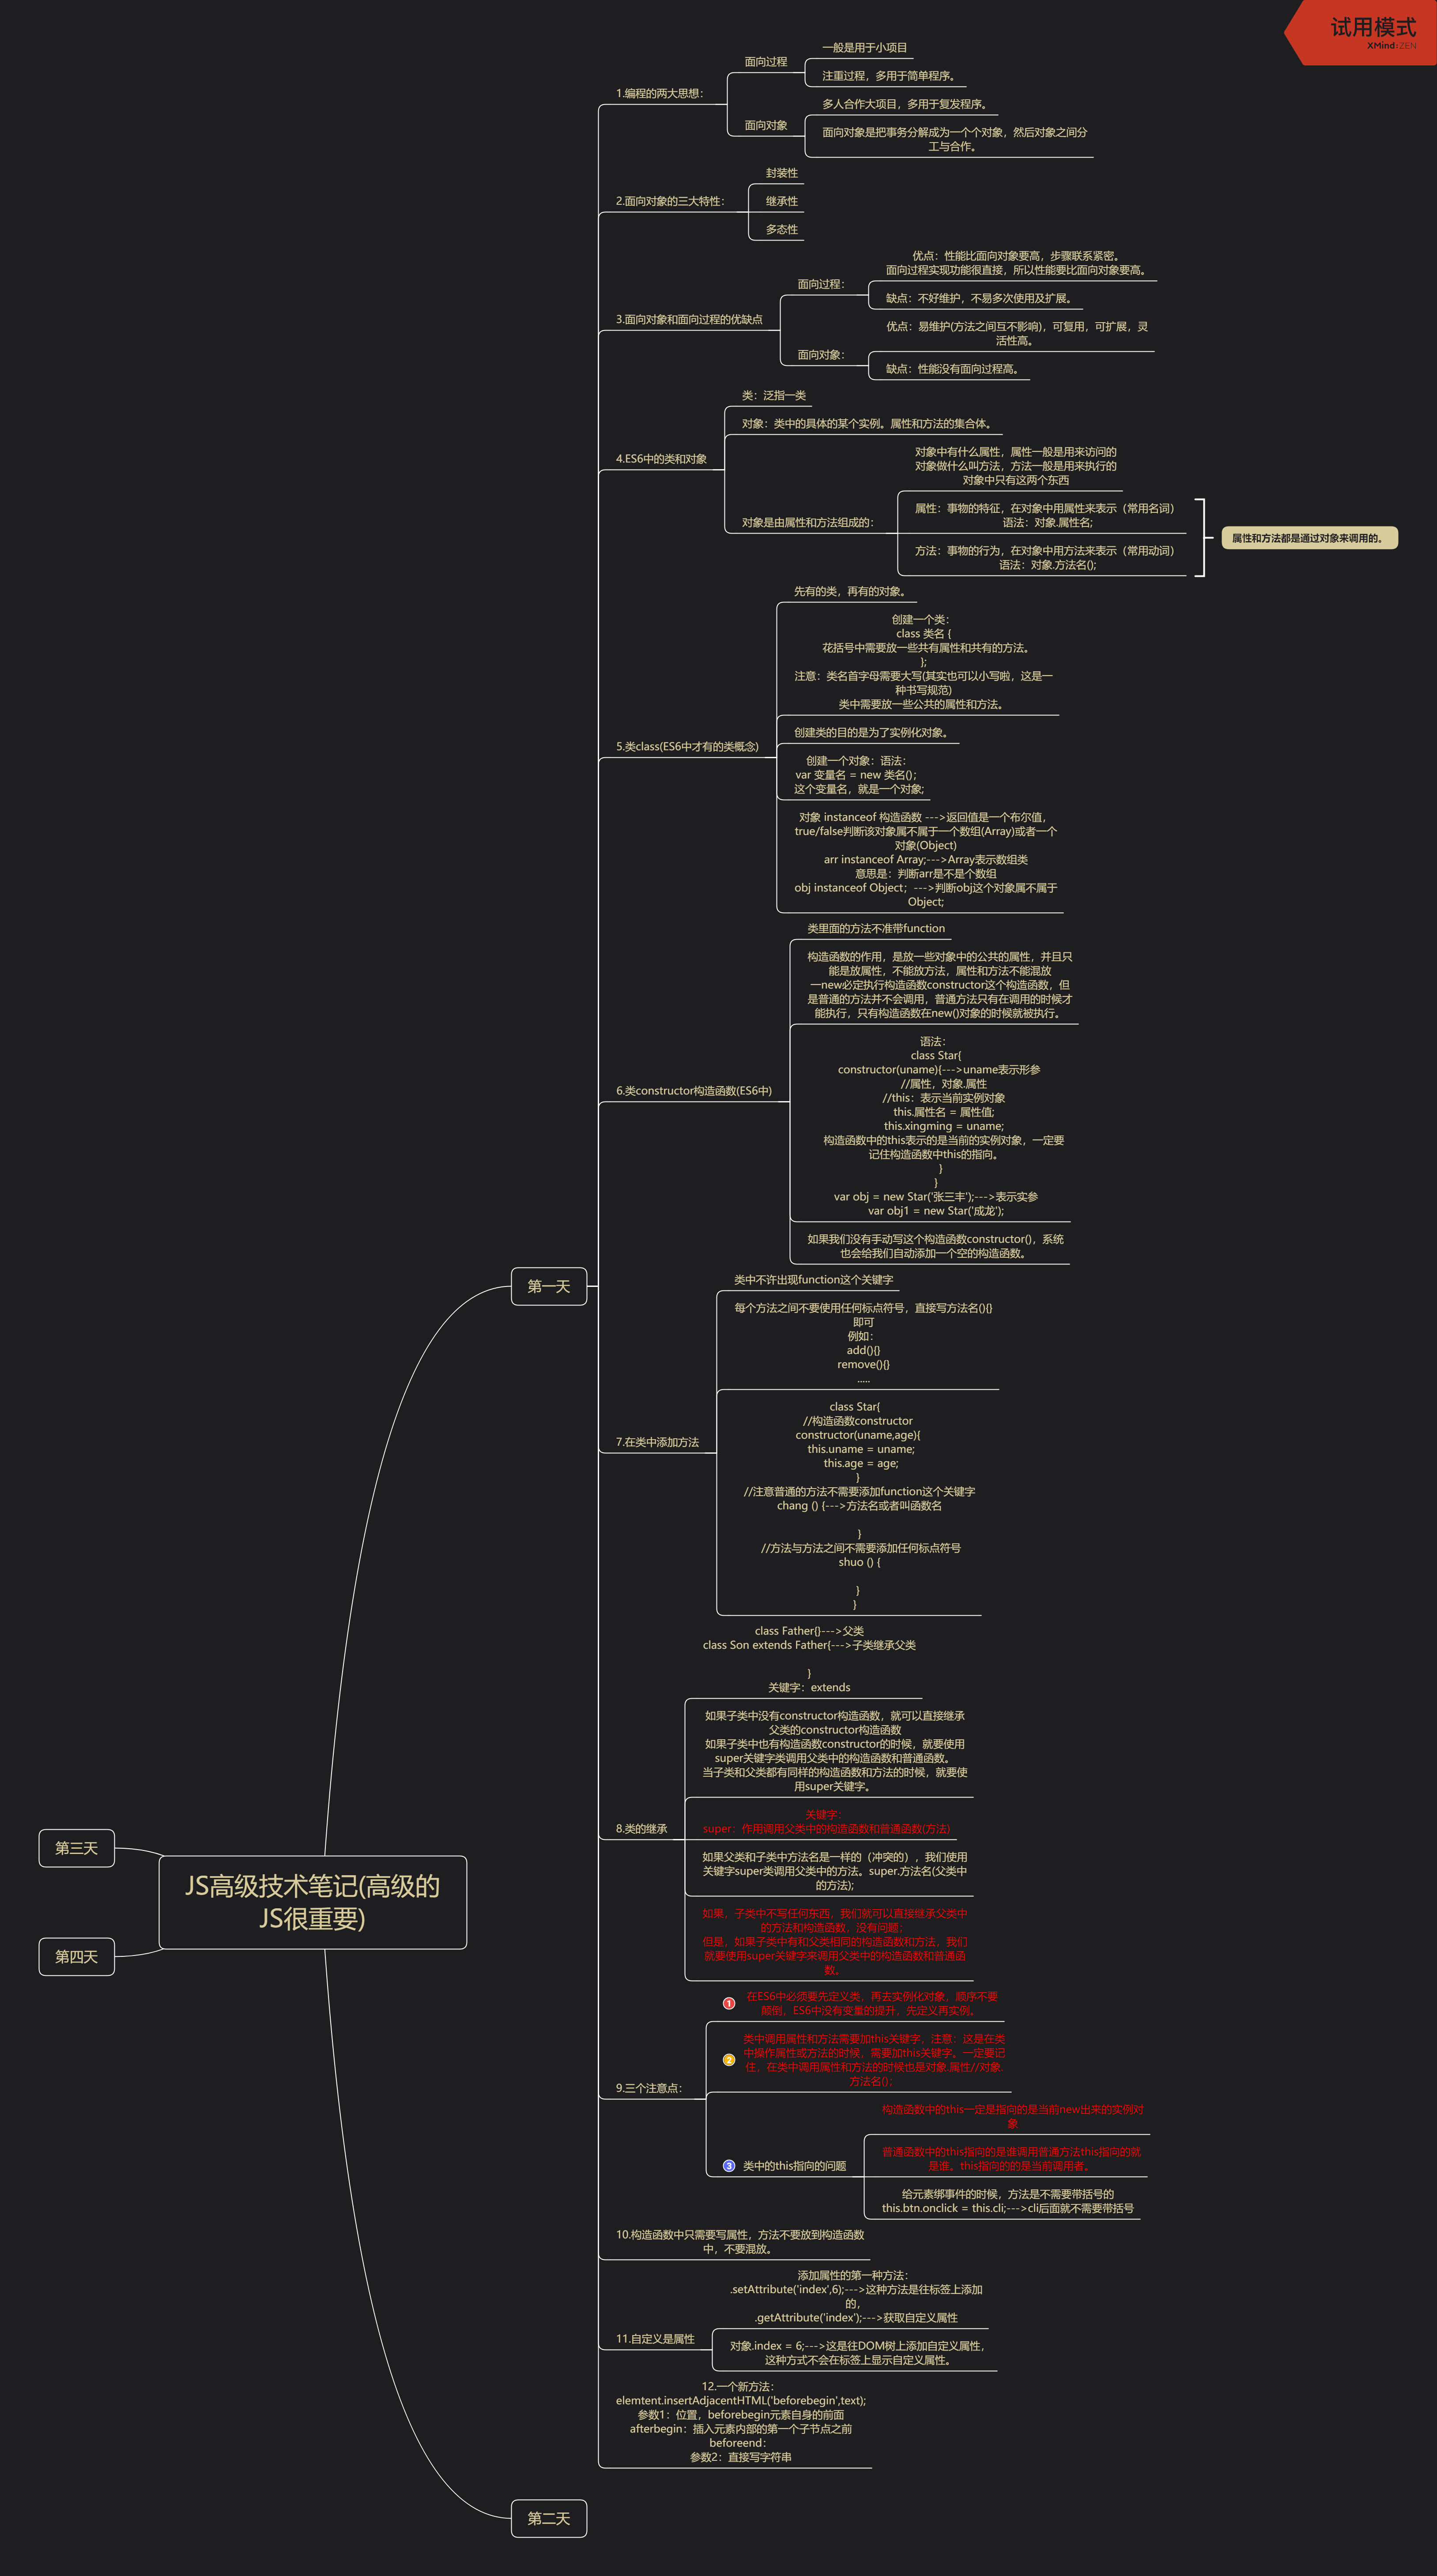 试用模式
XMind:ZEN
JS高级技术笔记(高级的
JS很重要)
第一天
1.编程的两大思想：
面向过程
一般是用于小项目
注重过程，多用于简单程序。
面向对象
多人合作大项目，多用于复发程序。
面向对象是把事务分解成为一个个对象，然后对象之间分
工与合作。
2.面向对象的三大特性：
封装性
继承性
多态性
3.面向对象和面向过程的优缺点
面向过程：
优点：性能比面向对象要高，步骤联系紧密。
面向过程实现功能很直接，所以性能要比面向对象要高。
缺点：不好维护，不易多次使用及扩展。
面向对象：
优点：易维护(方法之间互不影响)，可复用，可扩展，灵
活性高。
缺点：性能没有面向过程高。
4.ES6中的类和对象
类：泛指一类
对象：类中的具体的某个实例。属性和方法的集合体。
对象是由属性和方法组成的：
对象中有什么属性，属性一般是用来访问的
对象做什么叫方法，方法一般是用来执行的
对象中只有这两个东西
属性：事物的特征，在对象中用属性来表示（常用名词）
语法：对象.属性名;
方法：事物的行为，在对象中用方法来表示（常用动词）
语法：对象.方法名();
属性和方法都是通过对象来调用的。
5.类class(ES6中才有的类概念)
先有的类，再有的对象。
创建一个类：
class 类名 {
花括号中需要放一些共有属性和共有的方法。
};
注意：类名首字母需要大写(其实也可以小写啦，这是一
种书写规范)
类中需要放一些公共的属性和方法。
创建类的目的是为了实例化对象。
创建一个对象：语法：
var 变量名 = new 类名()；
这个变量名，就是一个对象;
对象 instanceof 构造函数 --->返回值是一个布尔值，
true/false判断该对象属不属于一个数组(Array)或者一个
对象(Object)
arr instanceof Array;--->Array表示数组类
意思是：判断arr是不是个数组
obj instanceof Object；--->判断obj这个对象属不属于
Object;
6.类constructor构造函数(ES6中)
类里面的方法不准带function
构造函数的作用，是放一些对象中的公共的属性，并且只
能是放属性，不能放方法，属性和方法不能混放
一new必定执行构造函数constructor这个构造函数，但
是普通的方法并不会调用，普通方法只有在调用的时候才
能执行，只有构造函数在new()对象的时候就被执行。
语法：
class Star{
constructor(uname){--->uname表示形参
//属性，对象.属性
//this：表示当前实例对象
this.属性名 = 属性值;
this.xingming = uname;
构造函数中的this表示的是当前的实例对象，一定要
记住构造函数中this的指向。
}
}
var obj = new Star('张三丰');--->表示实参
var obj1 = new Star('成龙');
如果我们没有手动写这个构造函数constructor()，系统
也会给我们自动添加一个空的构造函数。
7.在类中添加方法
类中不许出现function这个关键字
每个方法之间不要使用任何标点符号，直接写方法名(){}
即可
例如：
add(){}
remove(){}
.....
class Star{
//构造函数constructor
constructor(uname,age){
this.uname = uname;
this.age = age;
}
//注意普通的方法不需要添加function这个关键字
chang () {--->方法名或者叫函数名
}
//方法与方法之间不需要添加任何标点符号
shuo () {
}
}
8.类的继承
class Father{}--->父类
class Son extends Father{--->子类继承父类
}
关键字：extends
如果子类中没有constructor构造函数，就可以直接继承
父类的constructor构造函数
如果子类中也有构造函数constructor的时候，就要使用
super关键字类调用父类中的构造函数和普通函数。
当子类和父类都有同样的构造函数和方法的时候，就要使
用super关键字。
关键字：
super：作用调用父类中的构造函数和普通函数(方法)
如果父类和子类中方法名是一样的（冲突的），我们使用
关键字super类调用父类中的方法。super.方法名(父类中
的方法);
如果，子类中不写任何东西，我们就可以直接继承父类中
的方法和构造函数，没有问题；
但是，如果子类中有和父类相同的构造函数和方法，我们
就要使用super关键字来调用父类中的构造函数和普通函
数。
9.三个注意点：
1 在ES6中必须要先定义类，再去实例化对象，顺序不要
颠倒，ES6中没有变量的提升，先定义再实例。
2 类中调用属性和方法需要加this关键字，注意：这是在类
中操作属性或方法的时候，需要加this关键字。一定要记
住，在类中调用属性和方法的时候也是对象.属性//对象.
方法名()；
3 类中的this指向的问题
构造函数中的this一定是指向的是当前new出来的实例对
象
普通函数中的this指向的是谁调用普通方法this指向的就
是谁。this指向的的是当前调用者。
给元素绑事件的时候，方法是不需要带括号的
this.btn.onclick = this.cli;--->cli后面就不需要带括号
10.构造函数中只需要写属性，方法不要放到构造函数
中，不要混放。
11.自定义是属性
添加属性的第一种方法：
.setAttribute('index',6);--->这种方法是往标签上添加
的，
.getAttribute('index');--->获取自定义属性
对象.index = 6;--->这是往DOM树上添加自定义属性，
这种方式不会在标签上显示自定义属性。
12.一个新方法：
elemtent.insertAdjacentHTML('beforebegin',text);
参数1：位置，beforebegin元素自身的前面
afterbegin：插入元素内部的第一个子节点之前
beforeend：
参数2：直接写字符串
第二天
第三天
第四天